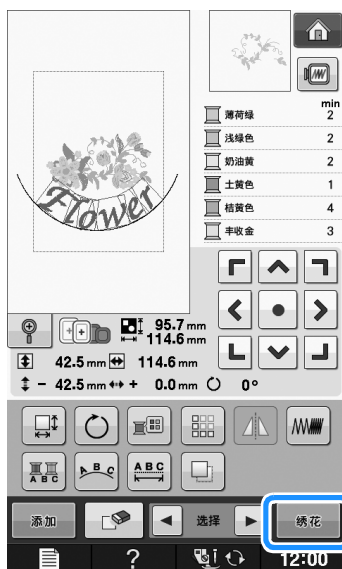 min
薄荷绿 2
浅绿色 2
奶油黄 2
土黄色 1
桔黄色 4
丰收金 3
Flower
95.7 mm
114.6 mm
42.5 mm 114.6 mm
- 42.5 mm + 0.0 mm 0°
A B C A B C A B C
添加 选择 绣花
? 12:00